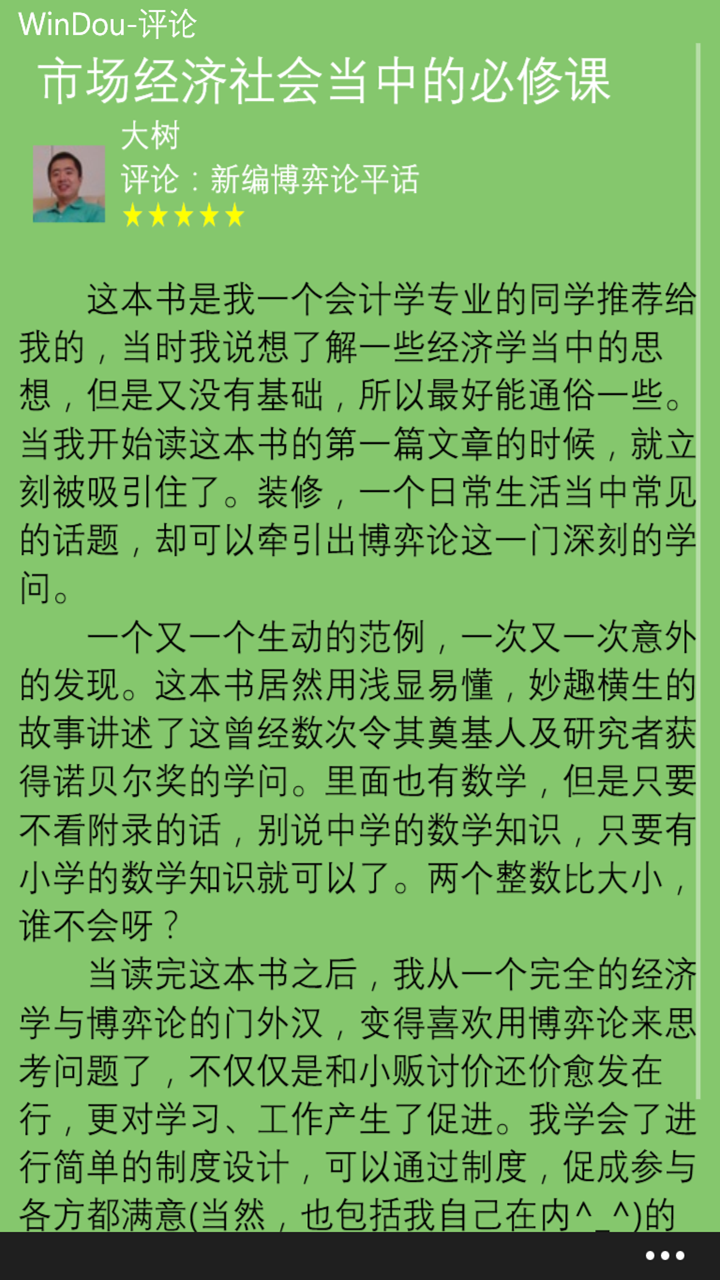 WinDou-评论
市场经济社会当中的必修课
大树
评论：新编博弈论平话
★★★★★
这本书是我一个会计学专业的同学推荐给
我的，当时我说想了解一些经济学当中的思
想，但是又没有基础，所以最好能通俗一些。
当我开始读这本书的第一篇文章的时候，就立
刻被吸引住了。装修，一个日常生活当中常见
的话题，却可以牵引出博弈论这一门深刻的学
问。
一个又一个生动的范例，一次又一次意外
的发现。这本书居然用浅显易懂，妙趣横生的
故事讲述了这曾经数次令其奠基人及研究者获
得诺贝尔奖的学问。里面也有数学，但是只要
不看附录的话，别说中学的数学知识，只要有
小学的数学知识就可以了。两个整数比大小，
谁不会呀？
当读完这本书之后，我从一个完全的经济
学与博弈论的门外汉，变得喜欢用博弈论来思
考问题了，不仅仅是和小贩讨价还价愈发在
行，更对学习、工作产生了促进。我学会了进
行简单的制度设计，可以通过制度，促成参与
各方都满意(当然，也包括我自己在内^_^)的